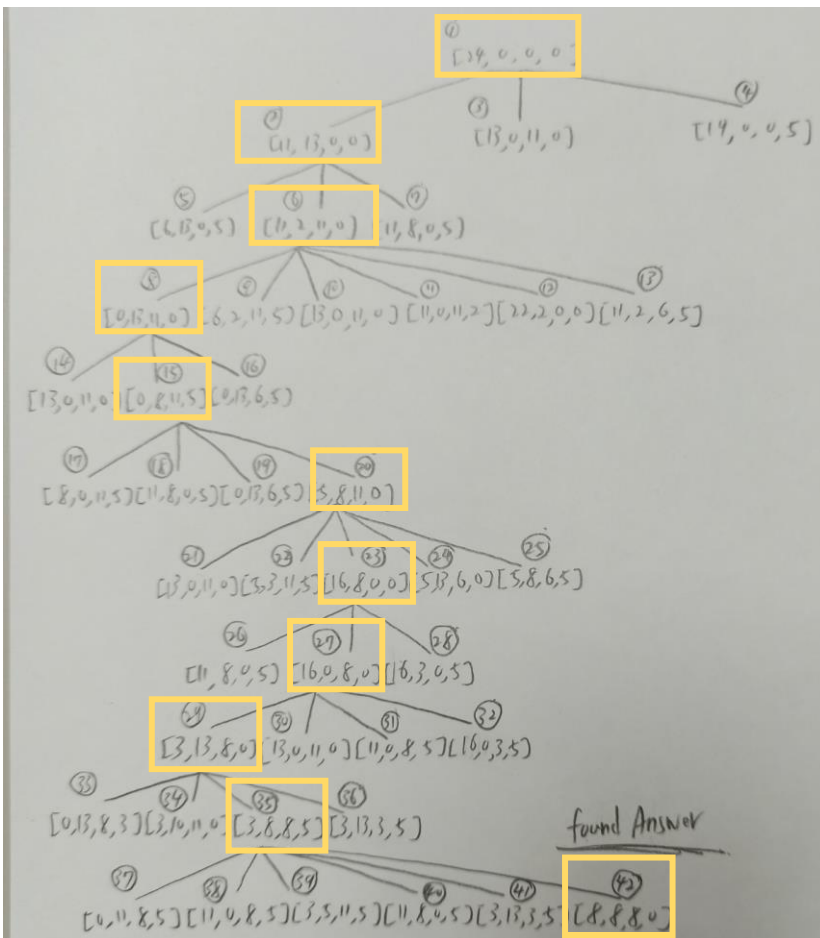 ①
[24, 0, 0, 0]
② ③ ④
[11, 13, 0, 0] [13, 0, 11, 0] [19, 0, 0, 5]
⑤ ⑥ ⑦
[6, 13, 0, 5] [11, 2, 11, 0] [11, 8, 0, 5]
⑧ ⑨ ⑩ ⑪ ⑫ ⑬
[0, 13, 11, 0] [6, 2, 11, 5] [13, 0, 11, 0] [11, 0, 11, 2] [22, 2, 0, 0] [11, 2, 6, 5]
⑭ ⑮ ⑯
[13, 0, 11, 0] [0, 8, 11, 5] [0, 13, 6, 5]
⑰ ⑱ ⑲ ⑳
[8, 0, 11, 5] [11, 8, 0, 5] [0, 13, 6, 5] [5, 8, 11, 0]
㉑ ㉒ ㉓ ㉔ ㉕
[13, 0, 11, 0] [3, 11, 5] [16, 8, 0, 0] [5, 13, 6, 0] [5, 8, 6, 5]
㉖ ㉗ ㉘
[11, 8, 0, 5] [16, 0, 8, 0] [16, 3, 0, 5]
㉙ ㉚ ㉛ ㉜
[3, 13, 8, 0] [13, 0, 11, 0] [11, 0, 8, 5] [16, 0, 3, 5]
㉝ ㉞ ㉟ ㊱
[0, 13, 8, 3] [3, 10, 11, 0] [3, 8, 8, 5] [3, 13, 3, 5]
found Answer
㊲ ㊳ ㊴ ㊵ ㊶ ㊷
[0, 11, 8, 5] [11, 0, 8, 5] [3, 5, 11, 5] [11, 8, 0, 5] [3, 13, 3, 5] [8, 8, 8, 0]